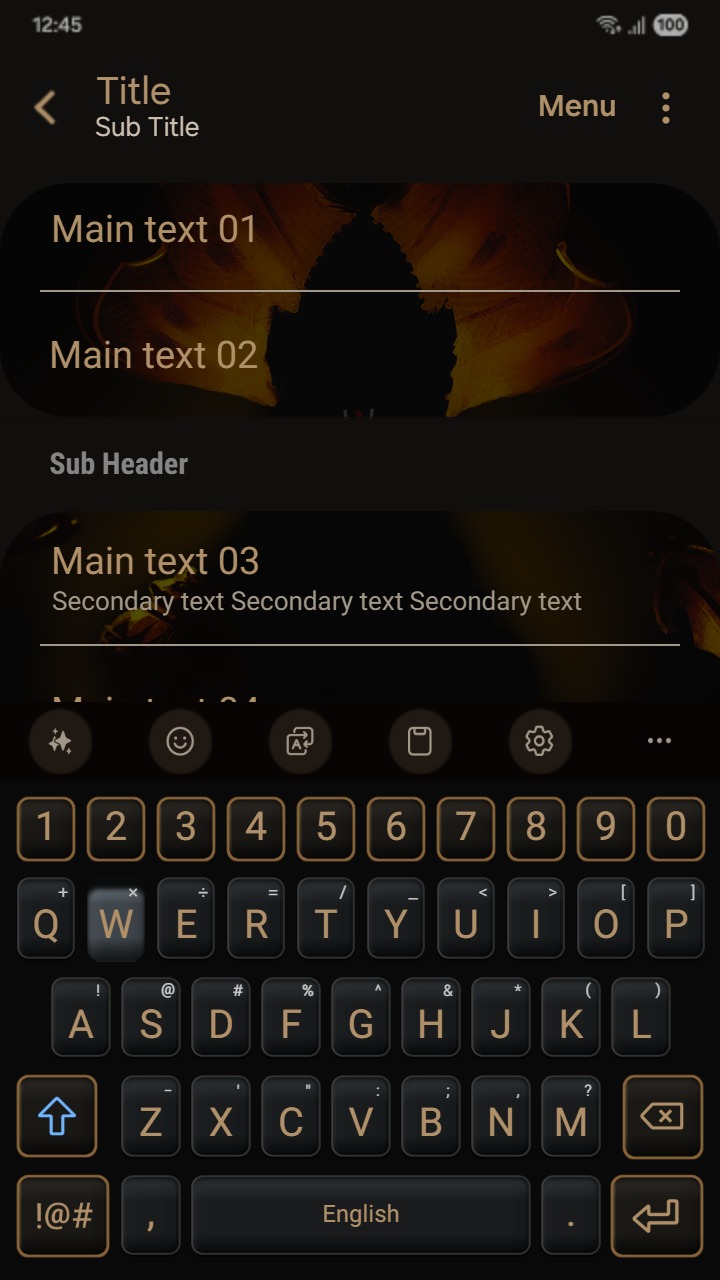 12:45
100
Title
Sub Title
Menu
Main text 01
Main text 02
Sub Header
Main text 03
Secondary text Secondary text Secondary text
1 2 3 4 5 6 7 8 9 0
+ × ÷ = / _ < > [ ]
Q W E R T Y U I O P
! @ # % ^ & * ( )
A S D F G H J K L
- ' " : ; , ?
Z X C V B N M
!@# , English .